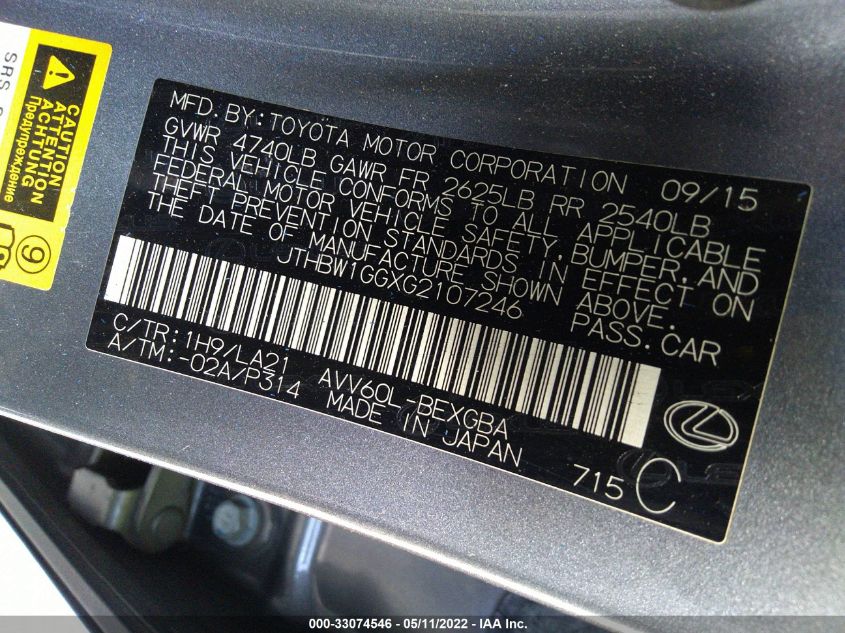 SRS
CAUTION
ATTENTION
ACHTUNG
Предупреждение
9
MFD.BY:TOYOTA MOTOR CORPORATION 09/15
GVWR 4740LB GAWR FR 2625LB RR 2540LB
THIS VEHICLE CONFORMS TO ALL APPLICABLE
FEDERAL MOTOR VEHICLE SAFETY,BUMPER,AND
THEFT PREVENTION STANDARDS IN EFFECT ON
THE DATE OF MANUFACTURE SHOWN ABOVE.
JTHBW1GGXG2107246 PASS.CAR
C/TR:1H9/LA21 AVV60L-BEXGBA
A/TM:-02A/P314 MADE IN JAPAN
715 C
000-33074546 - 05/11/2022 - IAA Inc.